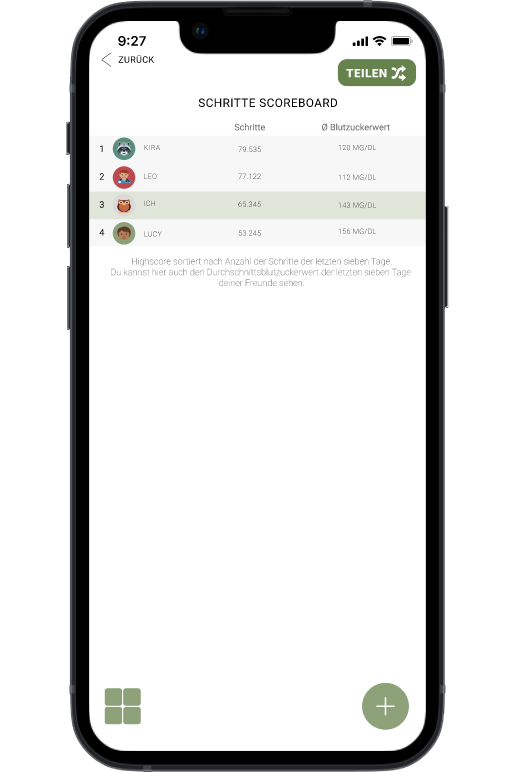 9:27
ZURÜCK
TEILEN
SCHRITTE SCOREBOARD
Schritte Ø Blutzuckerwert
1 KIRA 79.535 120 MG/DL
2 LEO 77.122 112 MG/DL
3 ICH 65.345 143 MG/DL
4 LUCY 53.245 156 MG/DL
Highscore sortiert nach Anzahl der Schritte der letzten sieben Tage.
Du kannst hier auch den Durchschnittsblutzuckerwert der letzten sieben Tage
deiner Freunde sehen.